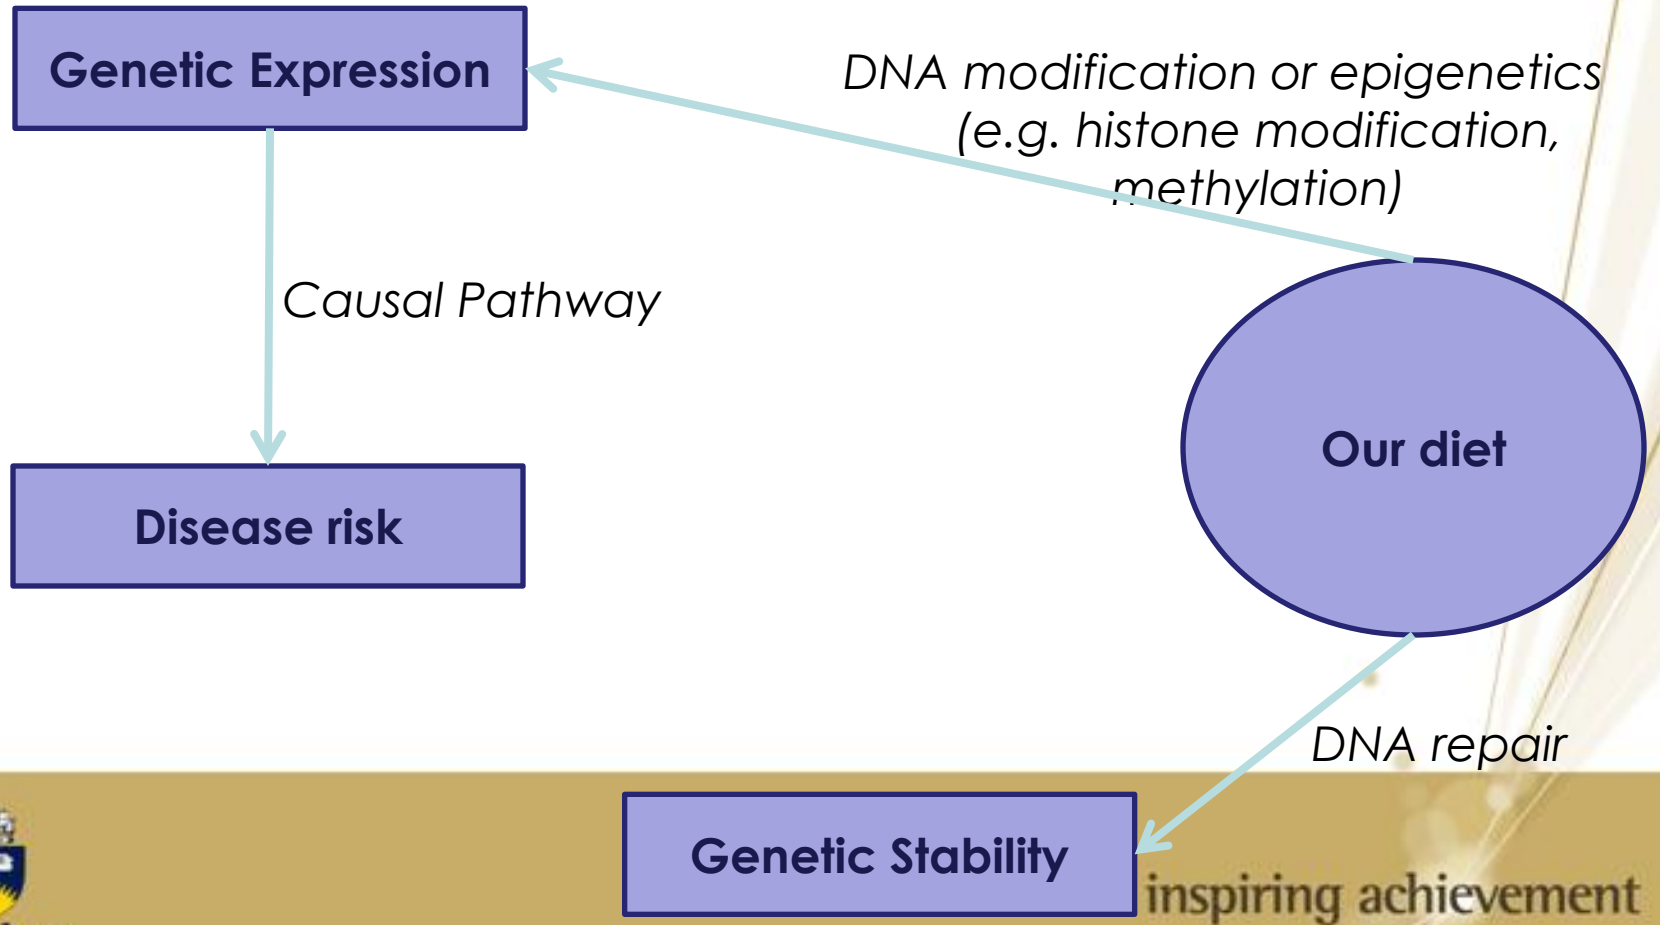 Genetic Expression
DNA modification or epigenetics
(e.g. histone modification,
methylation)
Causal Pathway
Our diet
Disease risk
DNA repair
Genetic Stability
inspiring achievement